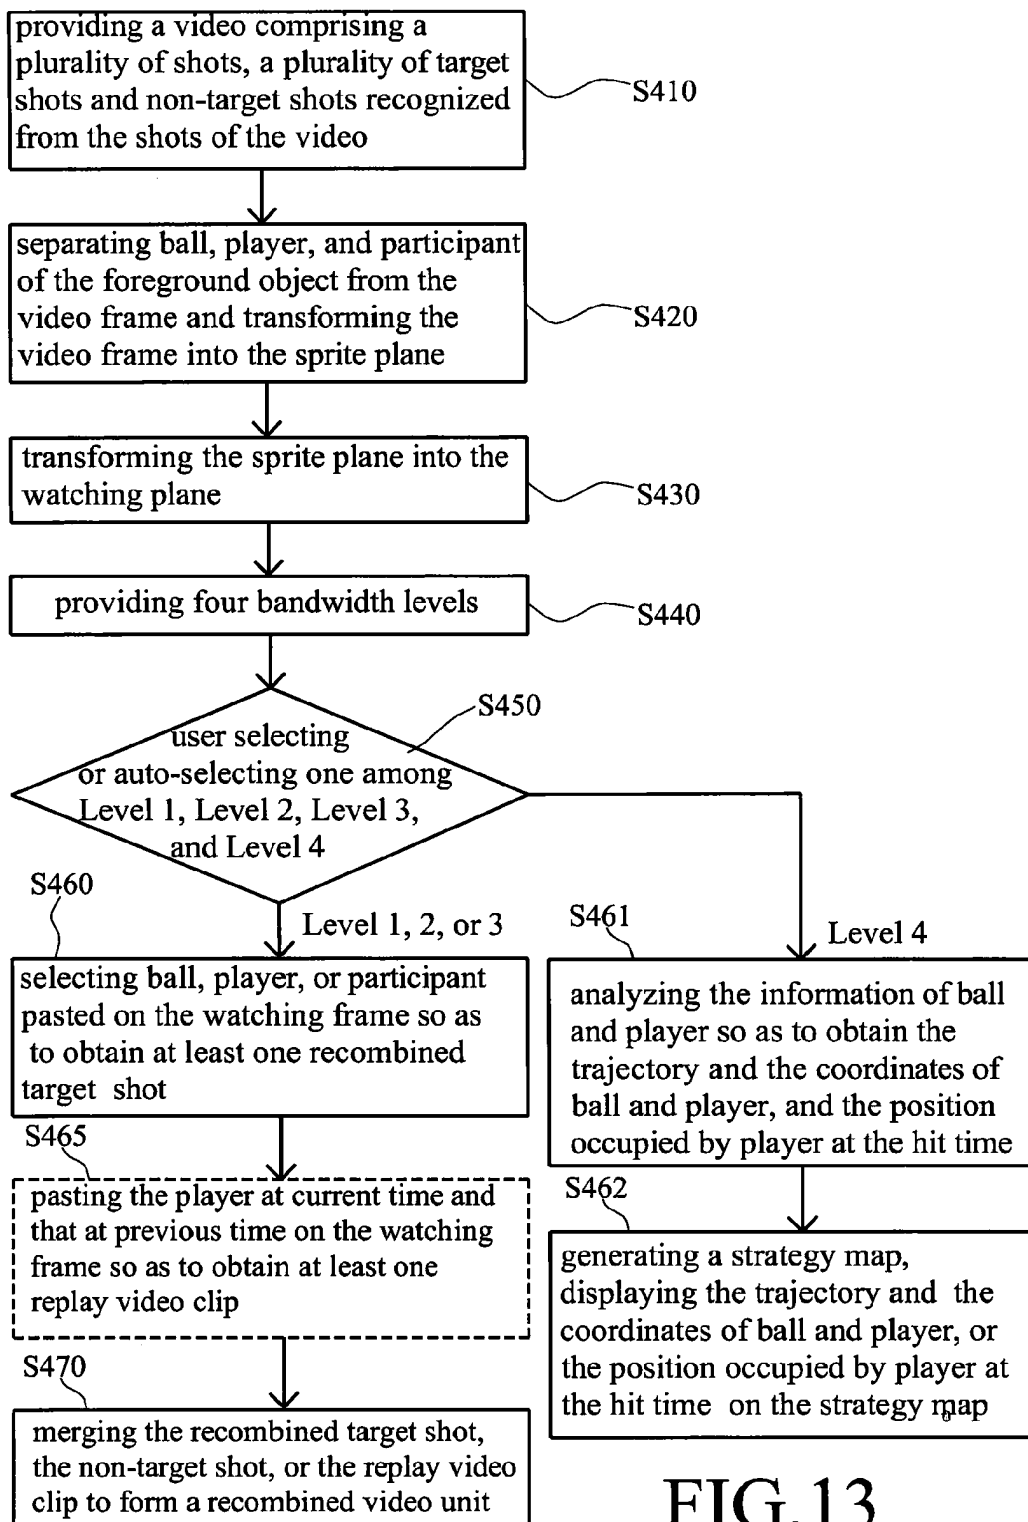 providing a video comprising a
plurality of shots, a plurality of target
shots and non-target shots recognized
from the shots of the video
S410
separating ball, player, and participant
of the foreground object from the
video frame and transforming the
video frame into the sprite plane
S420
transforming the sprite plane into the
watching plane
S430
providing four bandwidth levels
S440
S450
user selecting
or auto-selecting one among
Level 1, Level 2, Level 3,
and Level 4
S460
Level 1, 2, or 3
selecting ball, player, or participant
pasted on the watching frame so as
to obtain at least one recombined
target shot
S465
pasting the player at current time and
that at previous time on the watching
frame so as to obtain at least one
replay video clip
S470
merging the recombined target shot,
the non-target shot, or the replay video
clip to form a recombined video unit
S461
Level 4
analyzing the information of ball
and player so as to obtain the
trajectory and the coordinates of
ball and player, and the position
occupied by player at the hit time
S462
generating a strategy map,
displaying the trajectory and the
coordinates of ball and player, or
the position occupied by player at
the hit time on the strategy map
FIG.13